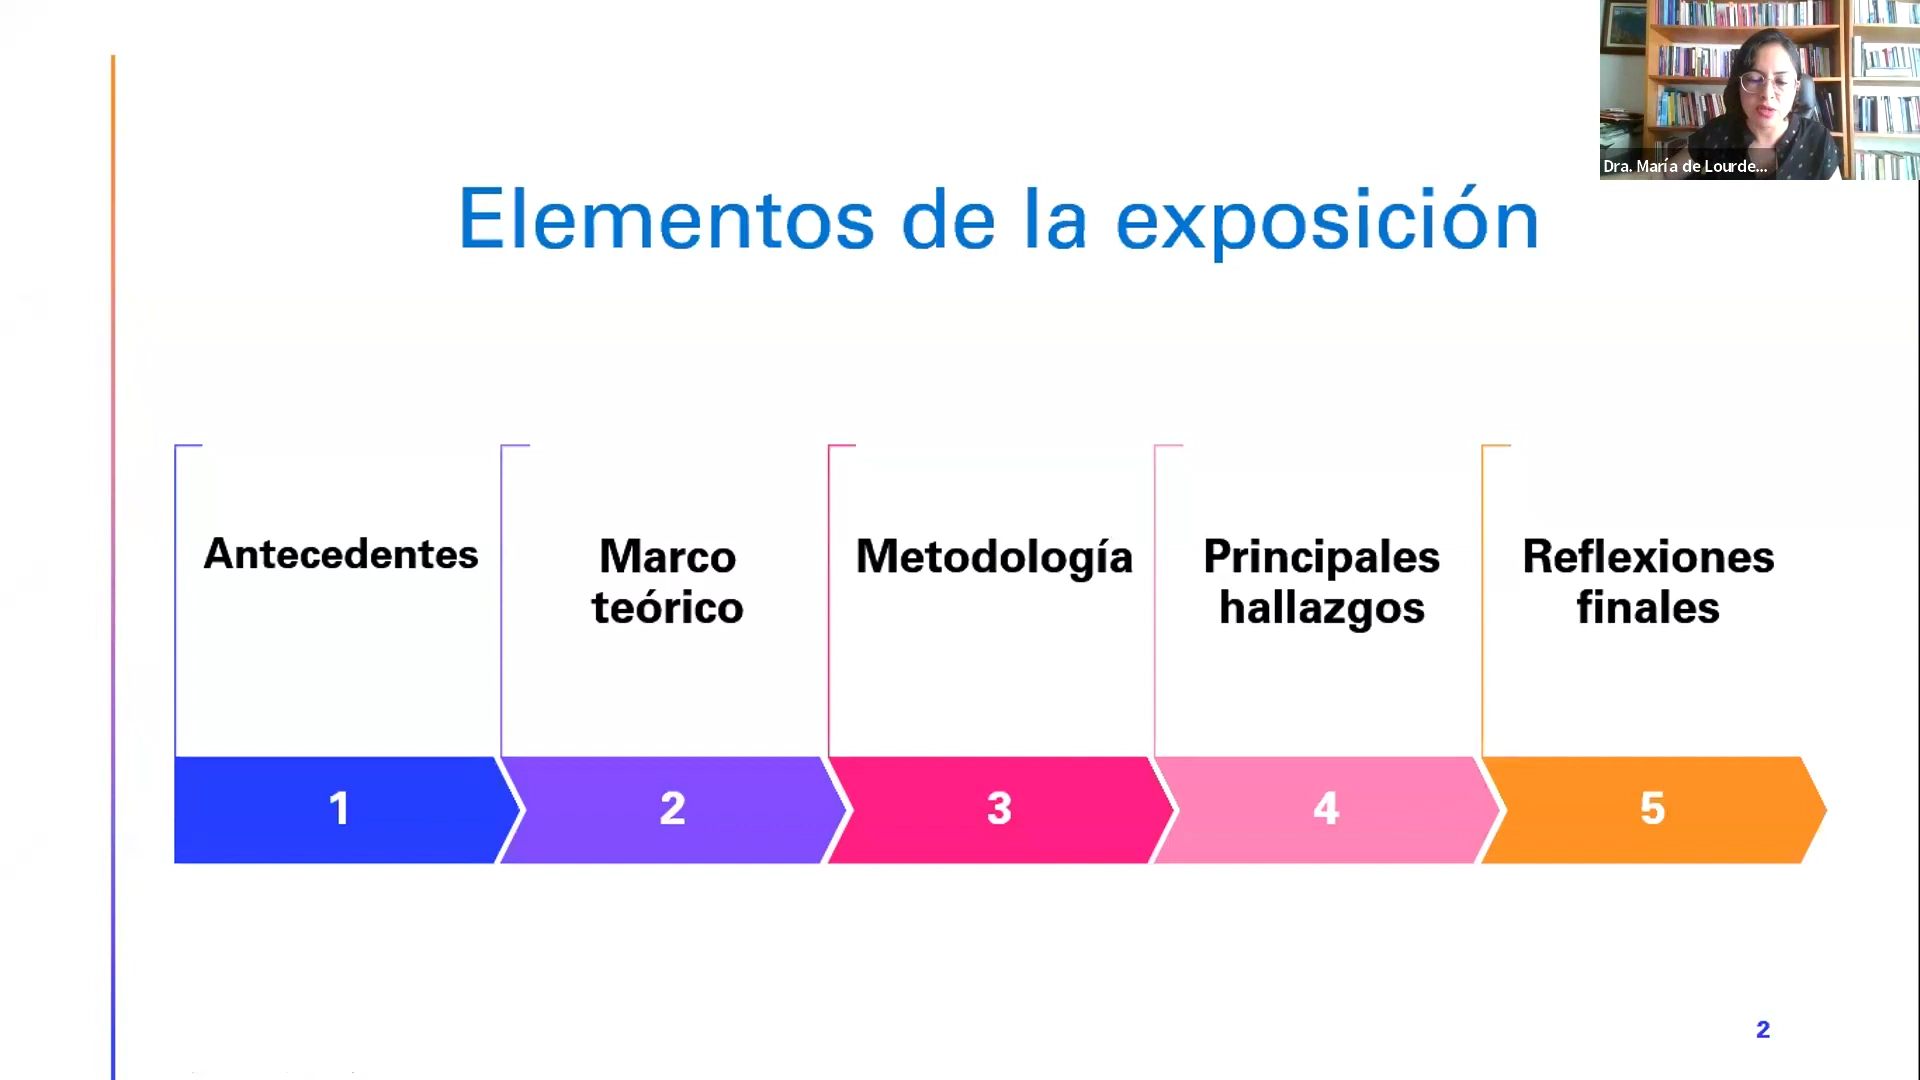 Dra. María de Lourde...
Elementos de la exposición
Antecedentes
Marco
teórico
Metodología
Principales
hallazgos
Reflexiones
finales
1
2
3
4
5
2